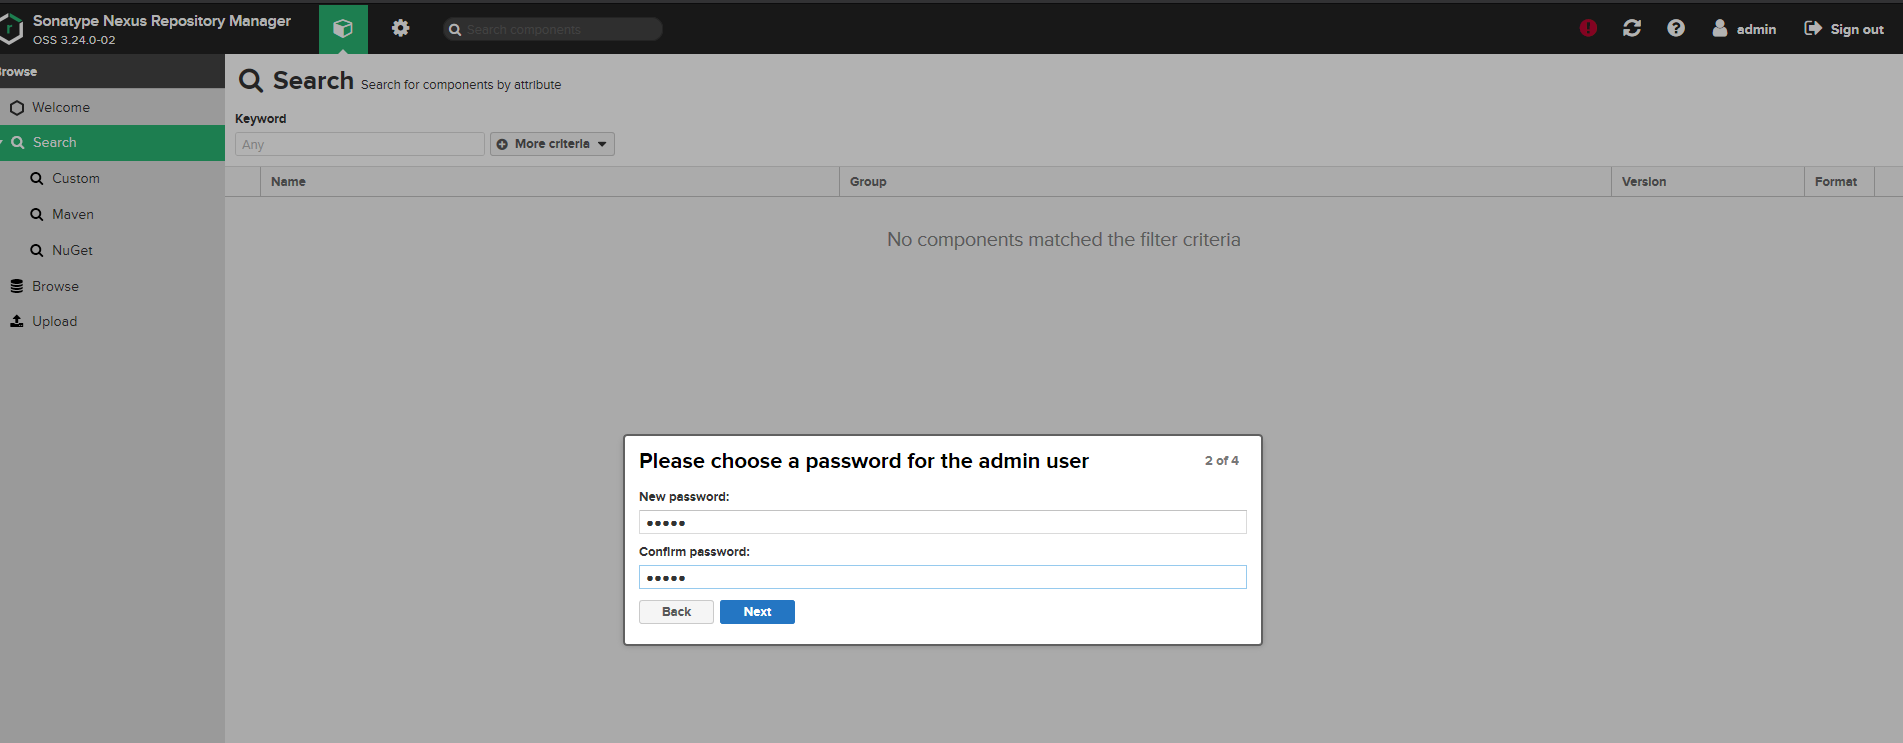 Sonatype Nexus Repository Manager
OSS 3.24.0-02
Search components
admin
Sign out
rowse
Welcome
Search
Custom
Maven
NuGet
Browse
Upload
Search Search for components by attribute
Keyword
Any
More criteria
Name Group Version Format
No components matched the filter criteria
Please choose a password for the admin user 2 of 4
New password:
•••••
Confirm password:
•••••
Back Next